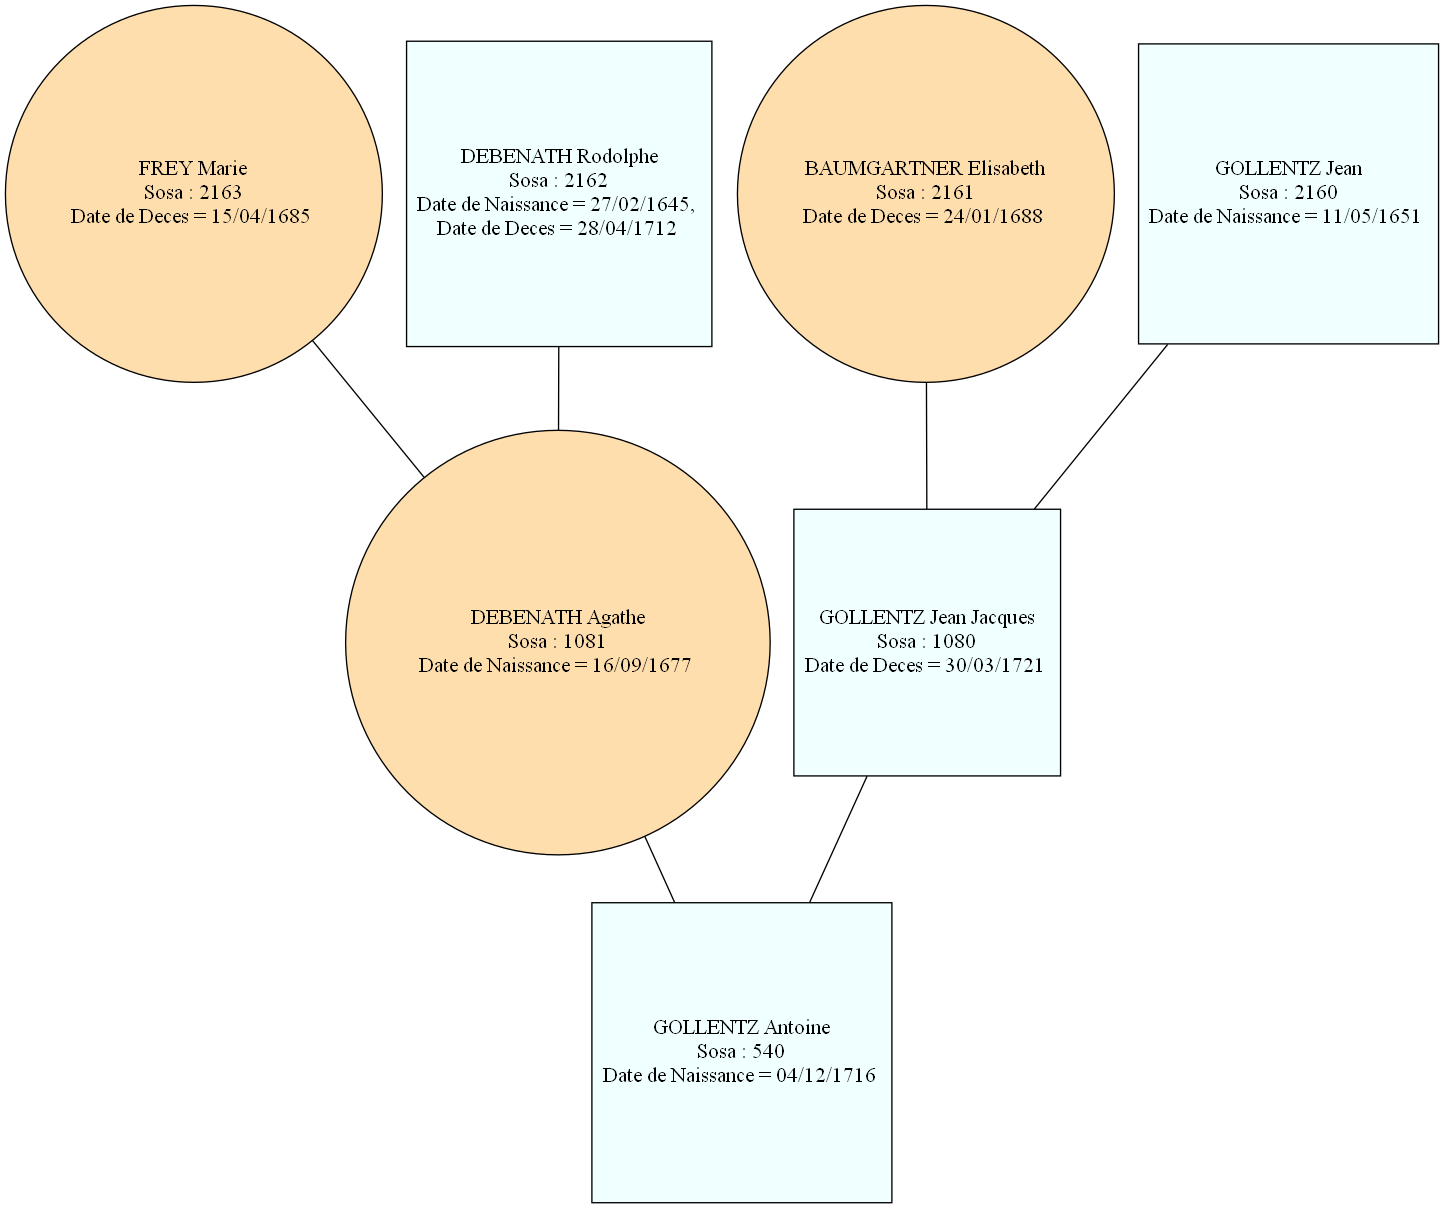 FREY Marie
Sosa : 2163
Date de Deces = 15/04/1685
DEBENATH Rodolphe
Sosa : 2162
Date de Naissance = 27/02/1645,
Date de Deces = 28/04/1712
BAUMGARTNER Elisabeth
Sosa : 2161
Date de Deces = 24/01/1688
GOLLENTZ Jean
Sosa : 2160
Date de Naissance = 11/05/1651
DEBENATH Agathe
Sosa : 1081
Date de Naissance = 16/09/1677
GOLLENTZ Jean Jacques
Sosa : 1080
Date de Deces = 30/03/1721
GOLLENTZ Antoine
Sosa : 540
Date de Naissance = 04/12/1716